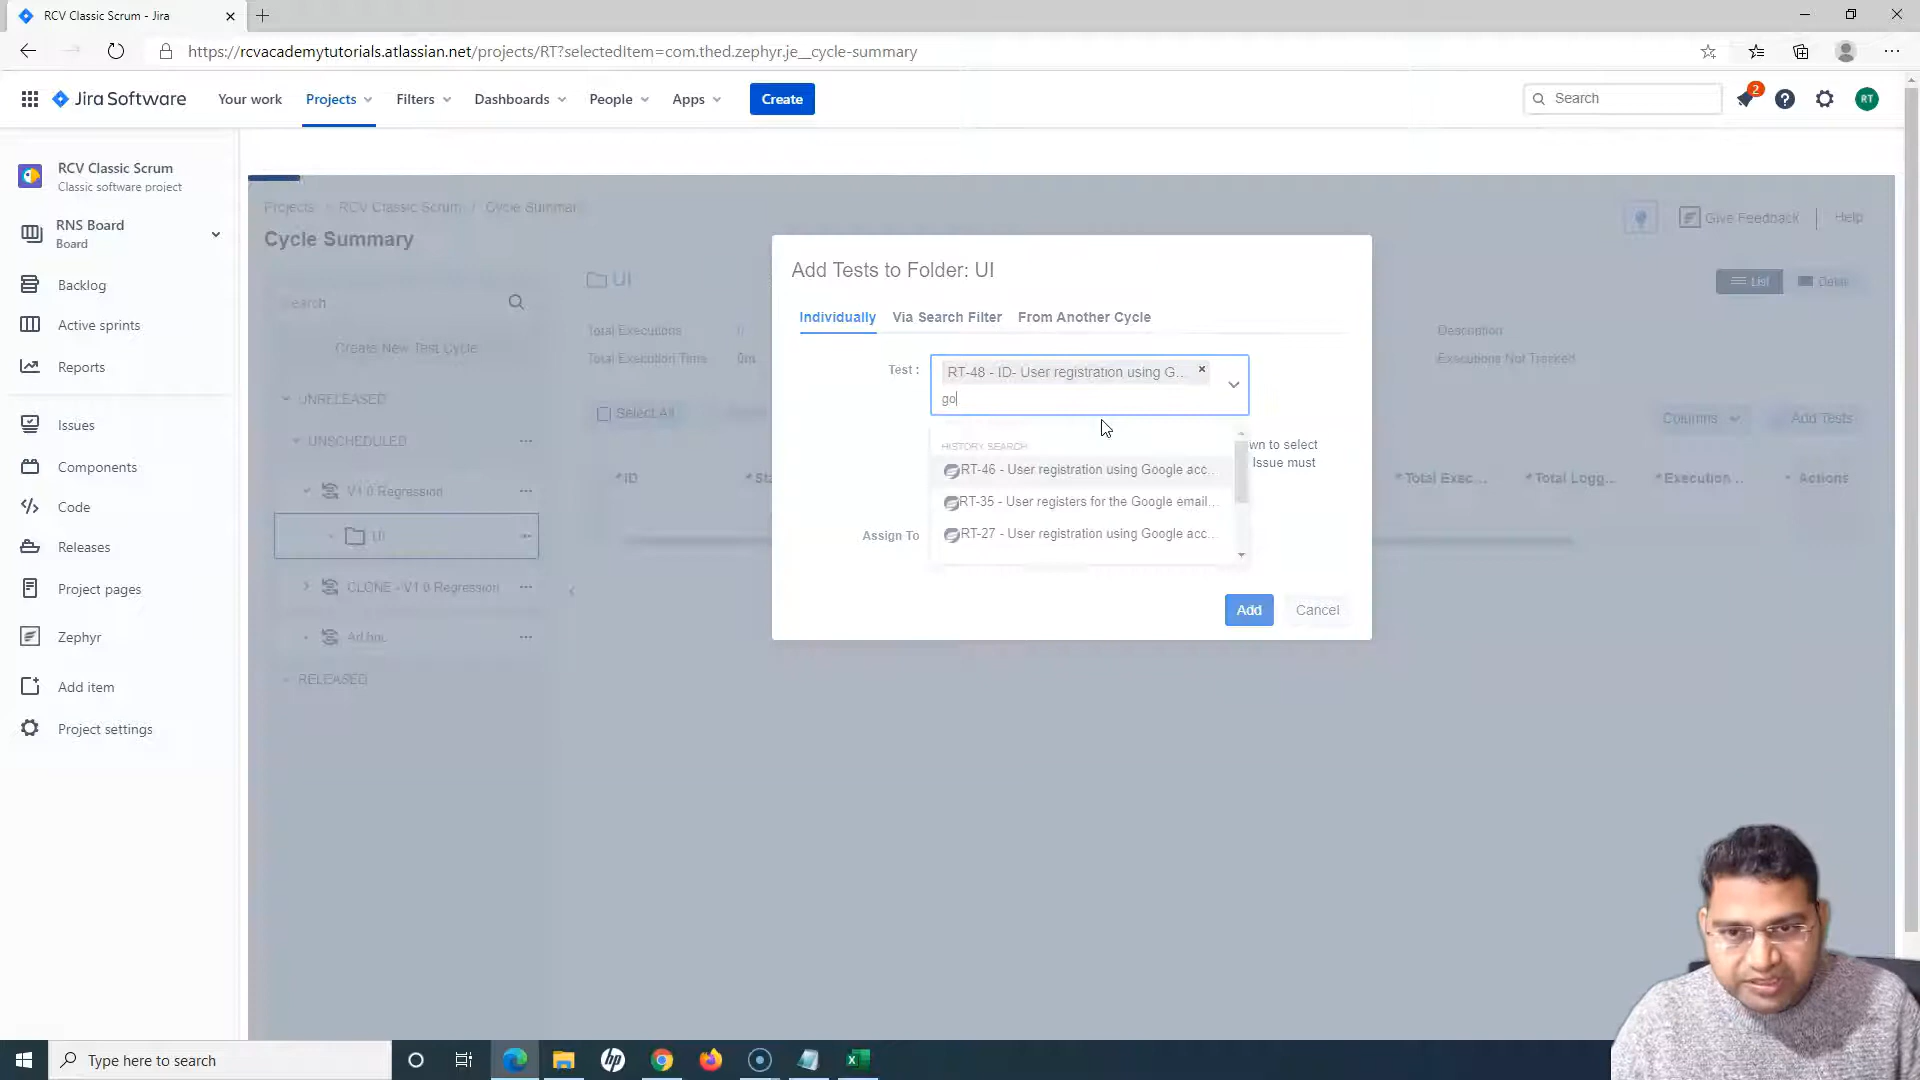 RCV Classic Scrum - Jira
https://rcvacademytutorials.atlassian.net/projects/RT?selectedItem=com.thed.zephyr.je__cycle-summary
Jira Software
Your work
Projects
Filters
Dashboards
People
Apps
Create
Search
2
RT
RCV Classic Scrum
Classic software project
RNS Board
Board
Backlog
Active sprints
Reports
Issues
Components
Code
Releases
Project pages
Zephyr
Add item
Project settings
Projects / RCV Classic Scrum / Cycle Summary
Give Feedback
Help
Cycle Summary
Create New Test Cycle
UNRELEASED
UNSCHEDULED
V1.0 Regression
UI
CLONE - V1.0 Regression
Ad hoc
RELEASED
UI
List
Detail
Total Executions
Total Execution Time
0m
Description
Executions Not Tracked
Select All
Columns
Add Tests
ID
Total Exec...
Total Logg...
Execution ...
Actions
Add Tests to Folder: UI
Individually
Via Search Filter
From Another Cycle
Test :
RT-48 - ID- User registration using G...
go
HISTORY SEARCH
RT-46 - User registration using Google acc...
RT-35 - User registers for the Google email...
RT-27 - User registration using Google acc...
wn to select
Issue must
Assign To
Add
Cancel
Type here to search
hp